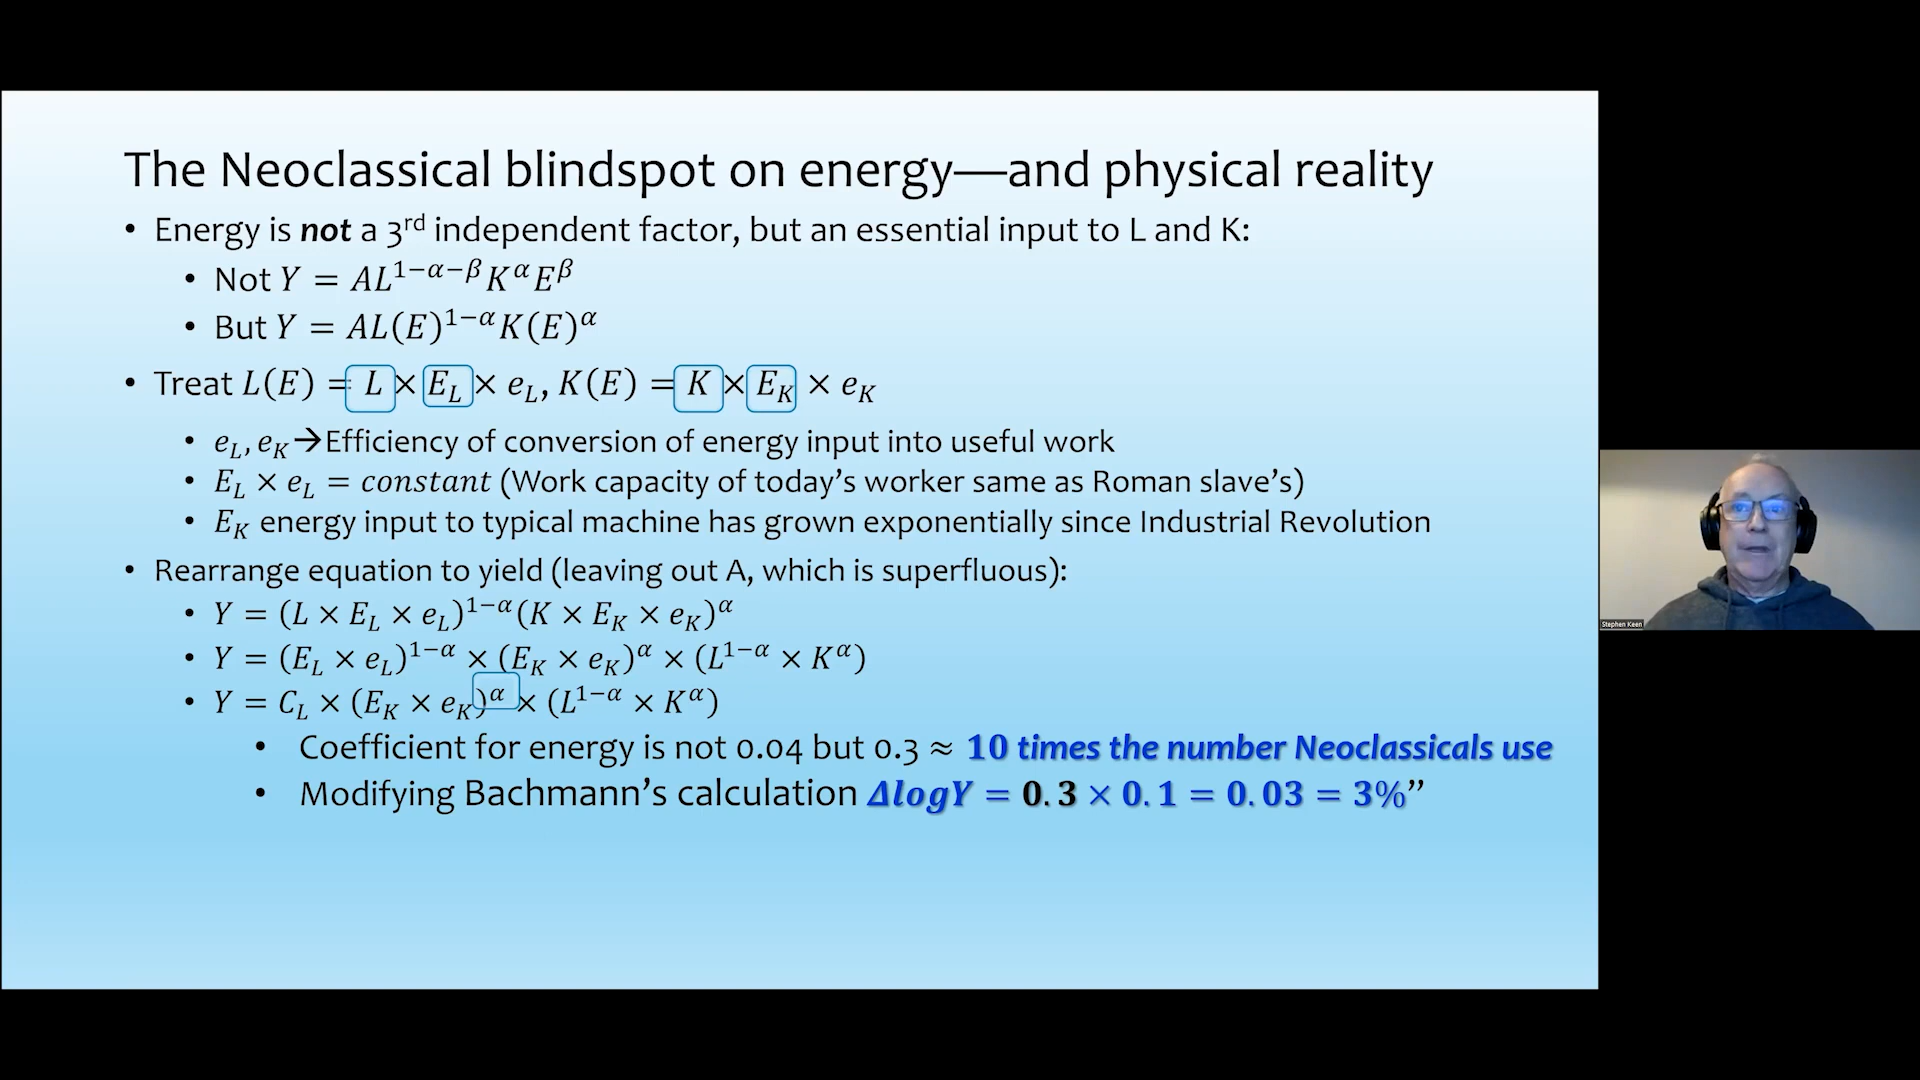 The Neoclassical blindspot on energy—and physical reality
• Energy is not a 3rd independent factor, but an essential input to L and K:
• Not Y = AL^{1−α−β}K^{α}E^{β}
• But Y = AL(E)^{1−α}K(E)^{α}
• Treat L(E) = L × E_L × e_L, K(E) = K × E_K × e_K
• e_L, e_K→Efficiency of conversion of energy input into useful work
• E_L × e_L = constant (Work capacity of today's worker same as Roman slave's)
• E_K energy input to typical machine has grown exponentially since Industrial Revolution
• Rearrange equation to yield (leaving out A, which is superfluous):
• Y = (L × E_L × e_L)^{1−α}(K × E_K × e_K)^{α}
• Y = (E_L × e_L)^{1−α} × (E_K × e_K)^{α} × (L^{1−α} × K^{α})
• Y = C_L × (E_K × e_K)^{α} × (L^{1−α} × K^{α})
• Coefficient for energy is not 0.04 but 0.3 ≈ 10 times the number Neoclassicals use
• Modifying Bachmann's calculation ΔlogY = 0.3 × 0.1 = 0.03 = 3%”
Stephen Keen